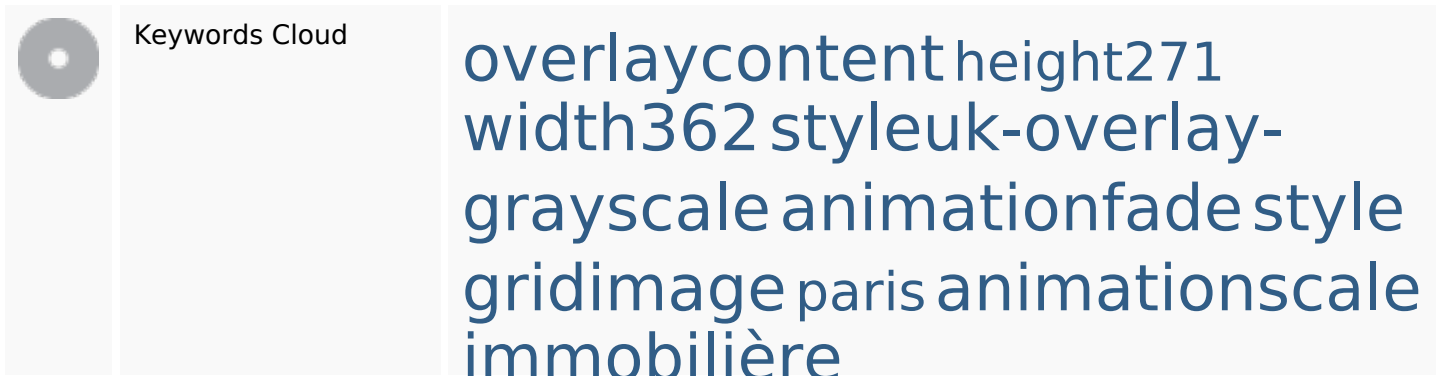 Keywords Cloud
overlaycontent height271
width362 styleuk-overlay-
grayscale animationfade style
gridimage paris animationscale
immobilière